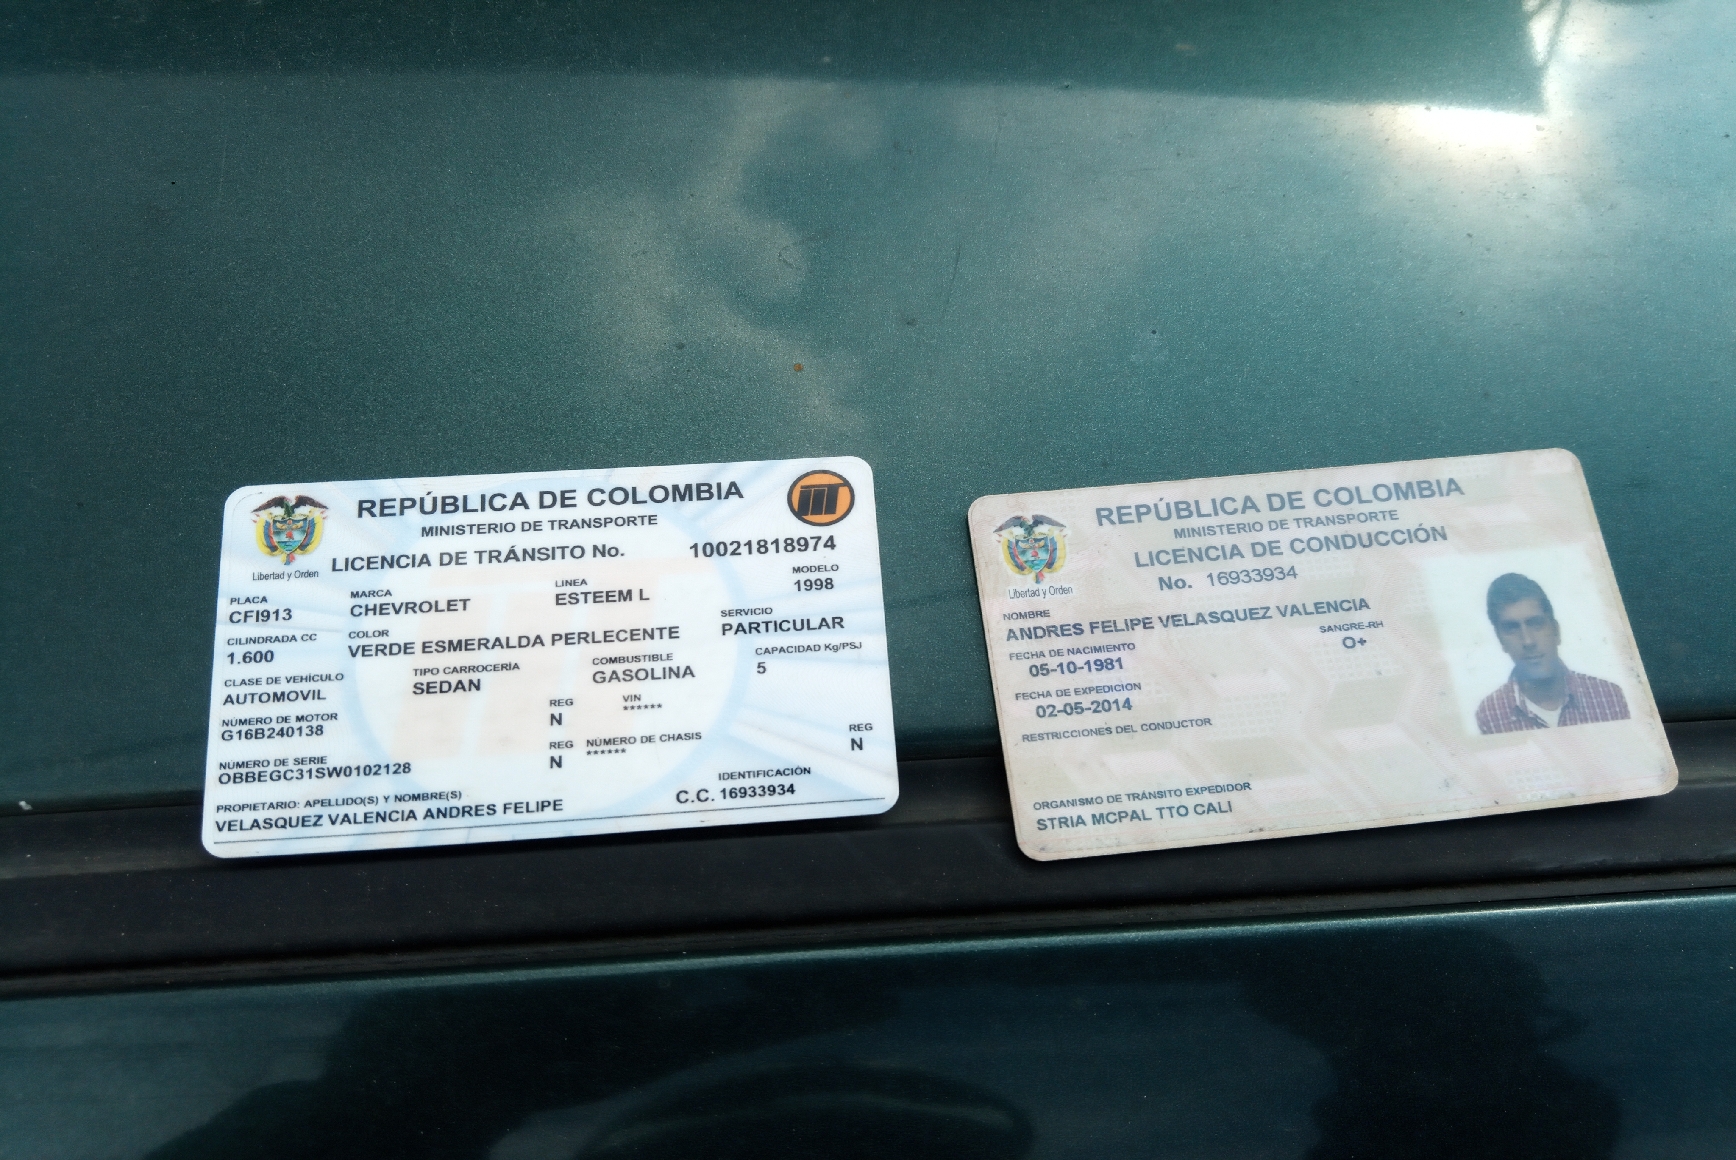 REPÚBLICA DE COLOMBIA
MINISTERIO DE TRANSPORTE
Libertad y Orden
LICENCIA DE TRÁNSITO No. 10021818974
PLACA MARCA LINEA MODELO
CFI913 CHEVROLET ESTEEM L 1998
CILINDRADA CC COLOR SERVICIO
1.600 VERDE ESMERALDA PERLECENTE PARTICULAR
CLASE DE VEHÍCULO TIPO CARROCERÍA COMBUSTIBLE CAPACIDAD Kg/PSJ
AUTOMOVIL SEDAN GASOLINA 5
NÚMERO DE MOTOR REG VIN
G16B240138 N ******
NÚMERO DE SERIE REG NÚMERO DE CHASIS REG
OBBEGC31SW0102128 N ****** N
PROPIETARIO: APELLIDO(S) Y NOMBRE(S) IDENTIFICACIÓN
VELASQUEZ VALENCIA ANDRES FELIPE C.C. 16933934
REPÚBLICA DE COLOMBIA
MINISTERIO DE TRANSPORTE
LICENCIA DE CONDUCCIÓN
Libertad y Orden
No. 16933934
NOMBRE
ANDRES FELIPE VELASQUEZ VALENCIA
FECHA DE NACIMIENTO SANGRE-RH
05-10-1981 O+
FECHA DE EXPEDICION
02-05-2014
RESTRICCIONES DEL CONDUCTOR
ORGANISMO DE TRÁNSITO EXPEDIDOR
STRIA MCPAL TTO CALI